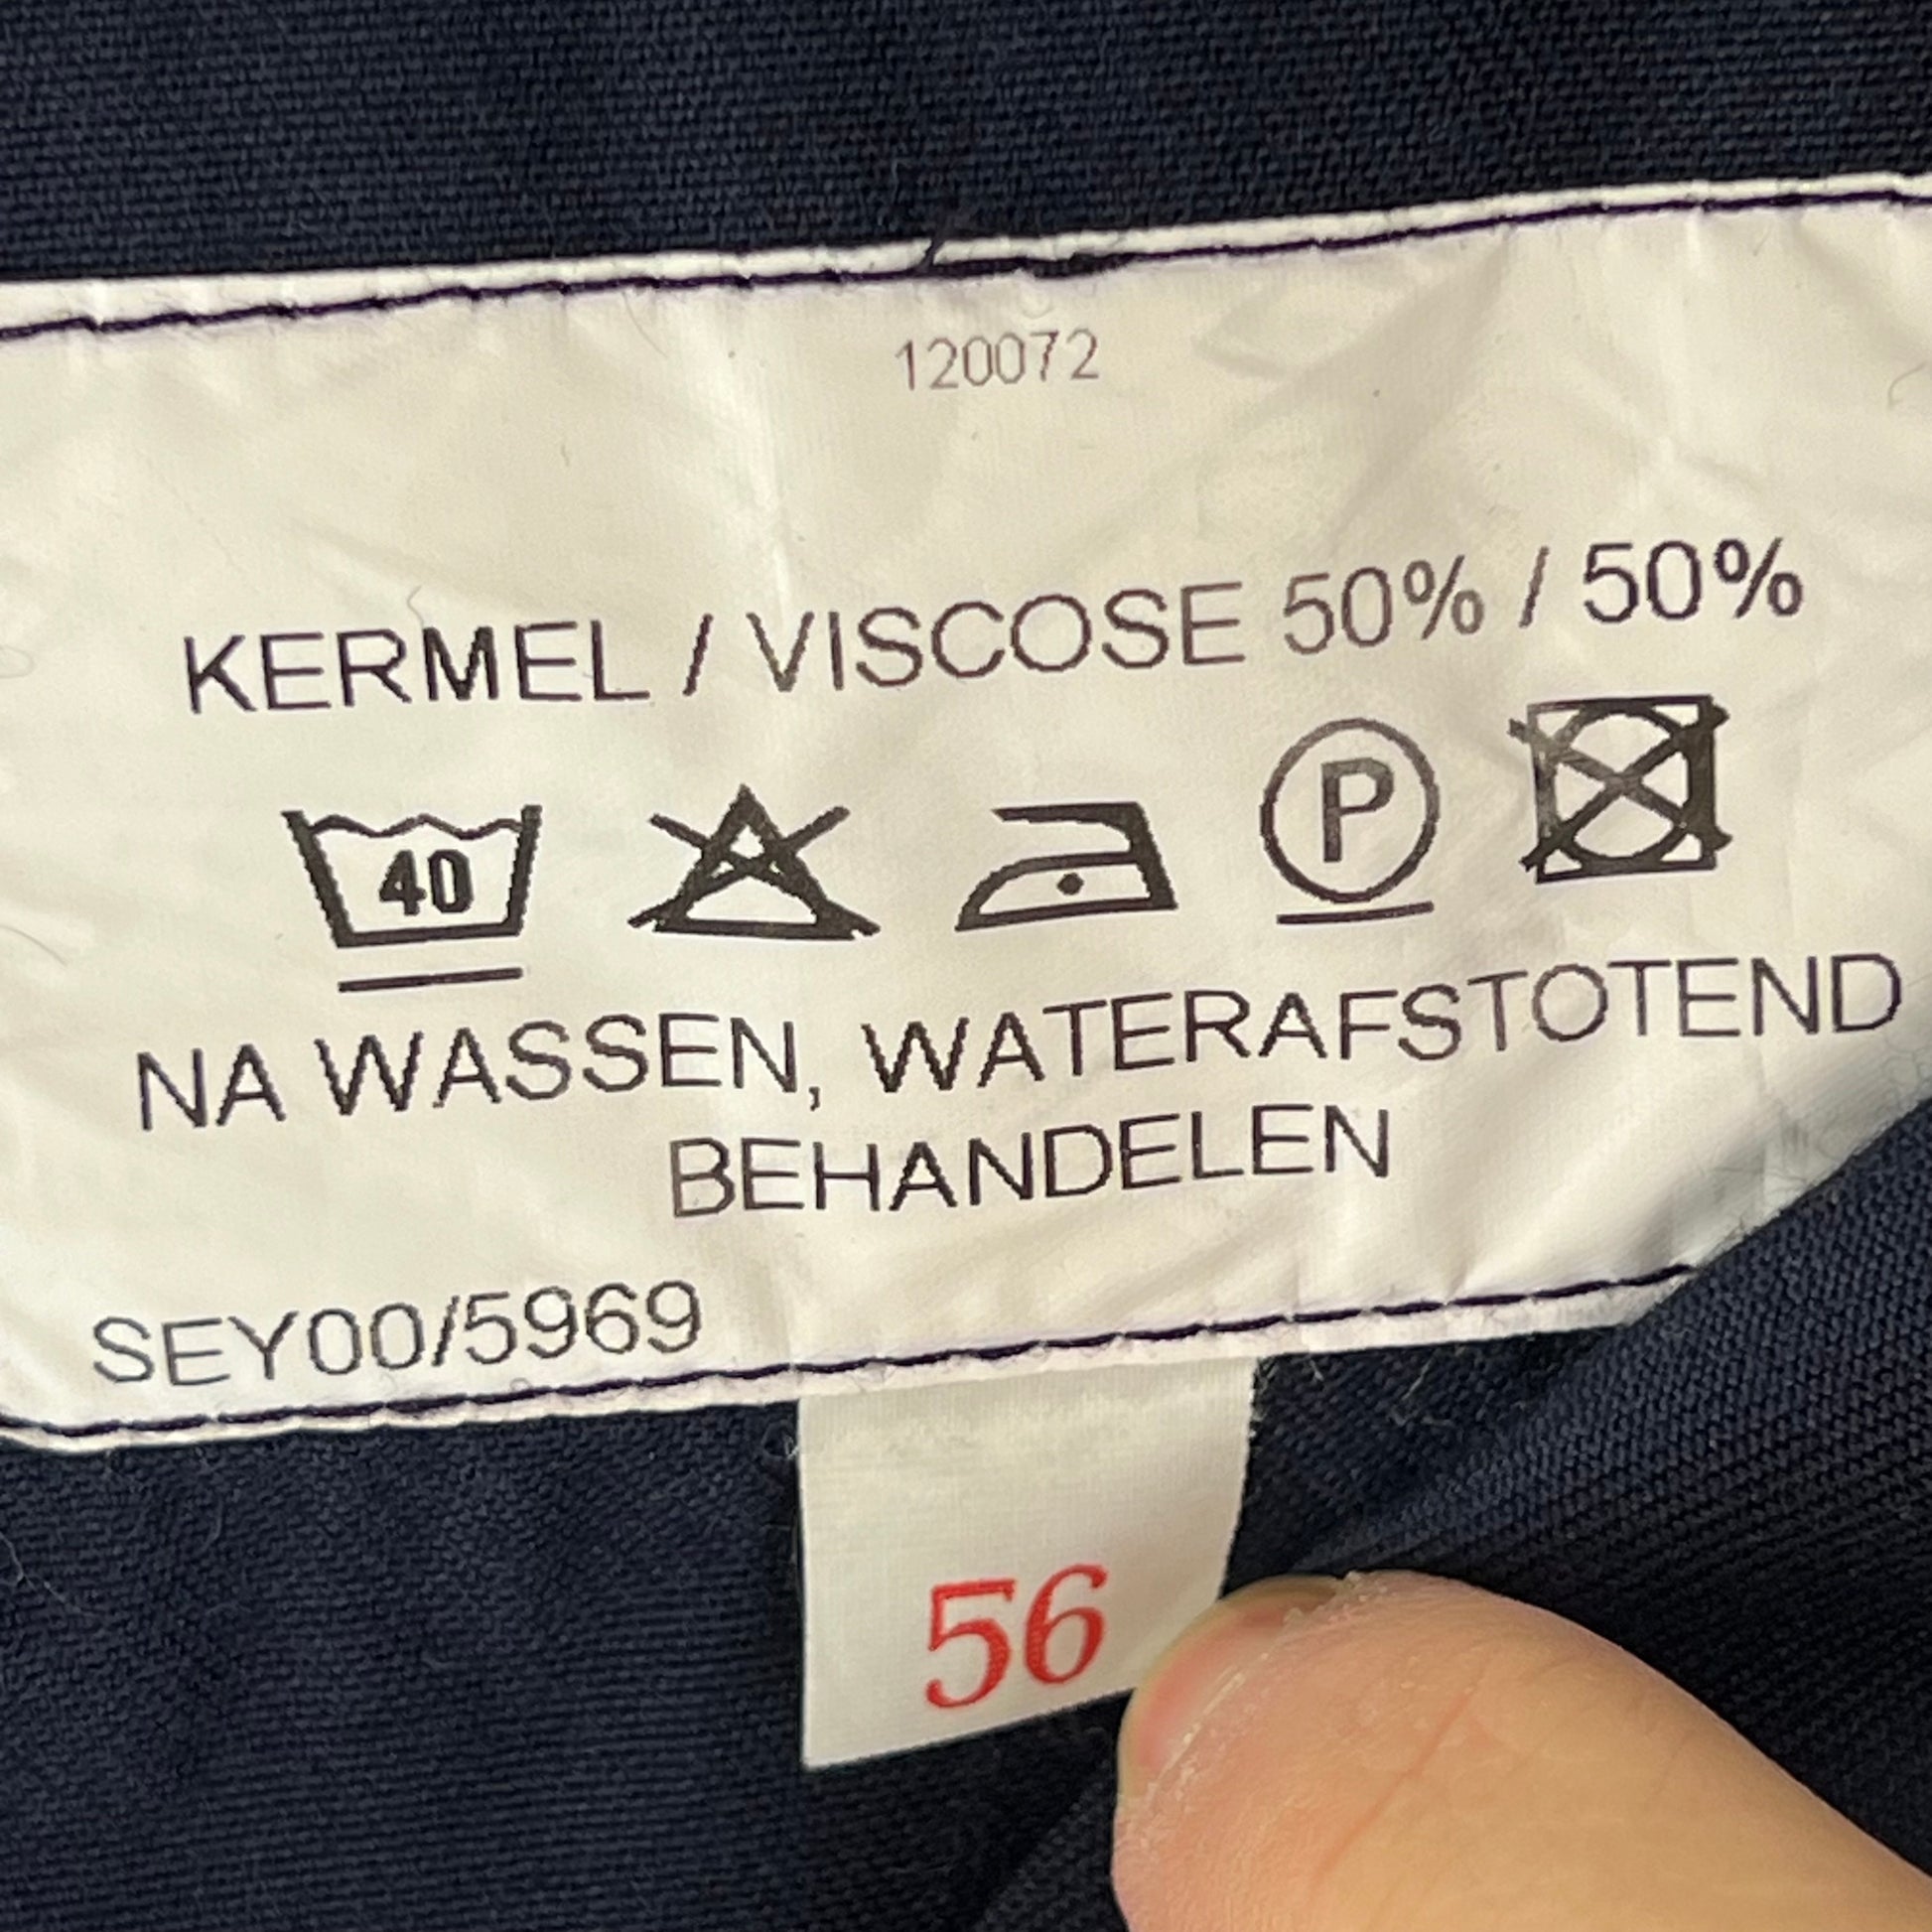 120072
KERMEL / VISCOSE 50% / 50%
40 P
NA WASSEN, WATERAFSTOTEND
BEHANDELEN
SEY00/5969
56